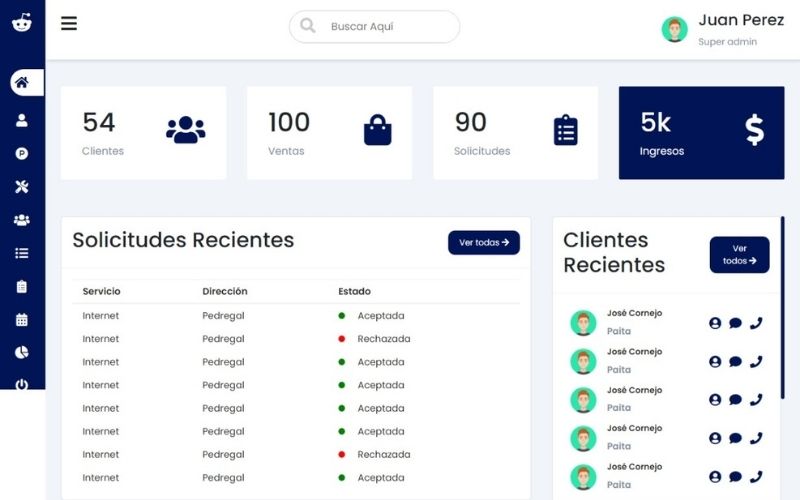 Buscar Aquí
Juan Perez
Super admin
54
Clientes
100
Ventas
90
Solicitudes
5k
Ingresos
Solicitudes Recientes
Ver todas
Servicio Dirección Estado
Internet Pedregal Aceptada
Internet Pedregal Rechazada
Internet Pedregal Aceptada
Internet Pedregal Aceptada
Internet Pedregal Aceptada
Internet Pedregal Aceptada
Internet Pedregal Rechazada
Internet Pedregal Aceptada
Clientes
Recientes
Ver
todos
José Cornejo
Paita
José Cornejo
Paita
José Cornejo
Paita
José Cornejo
Paita
José Cornejo
Paita